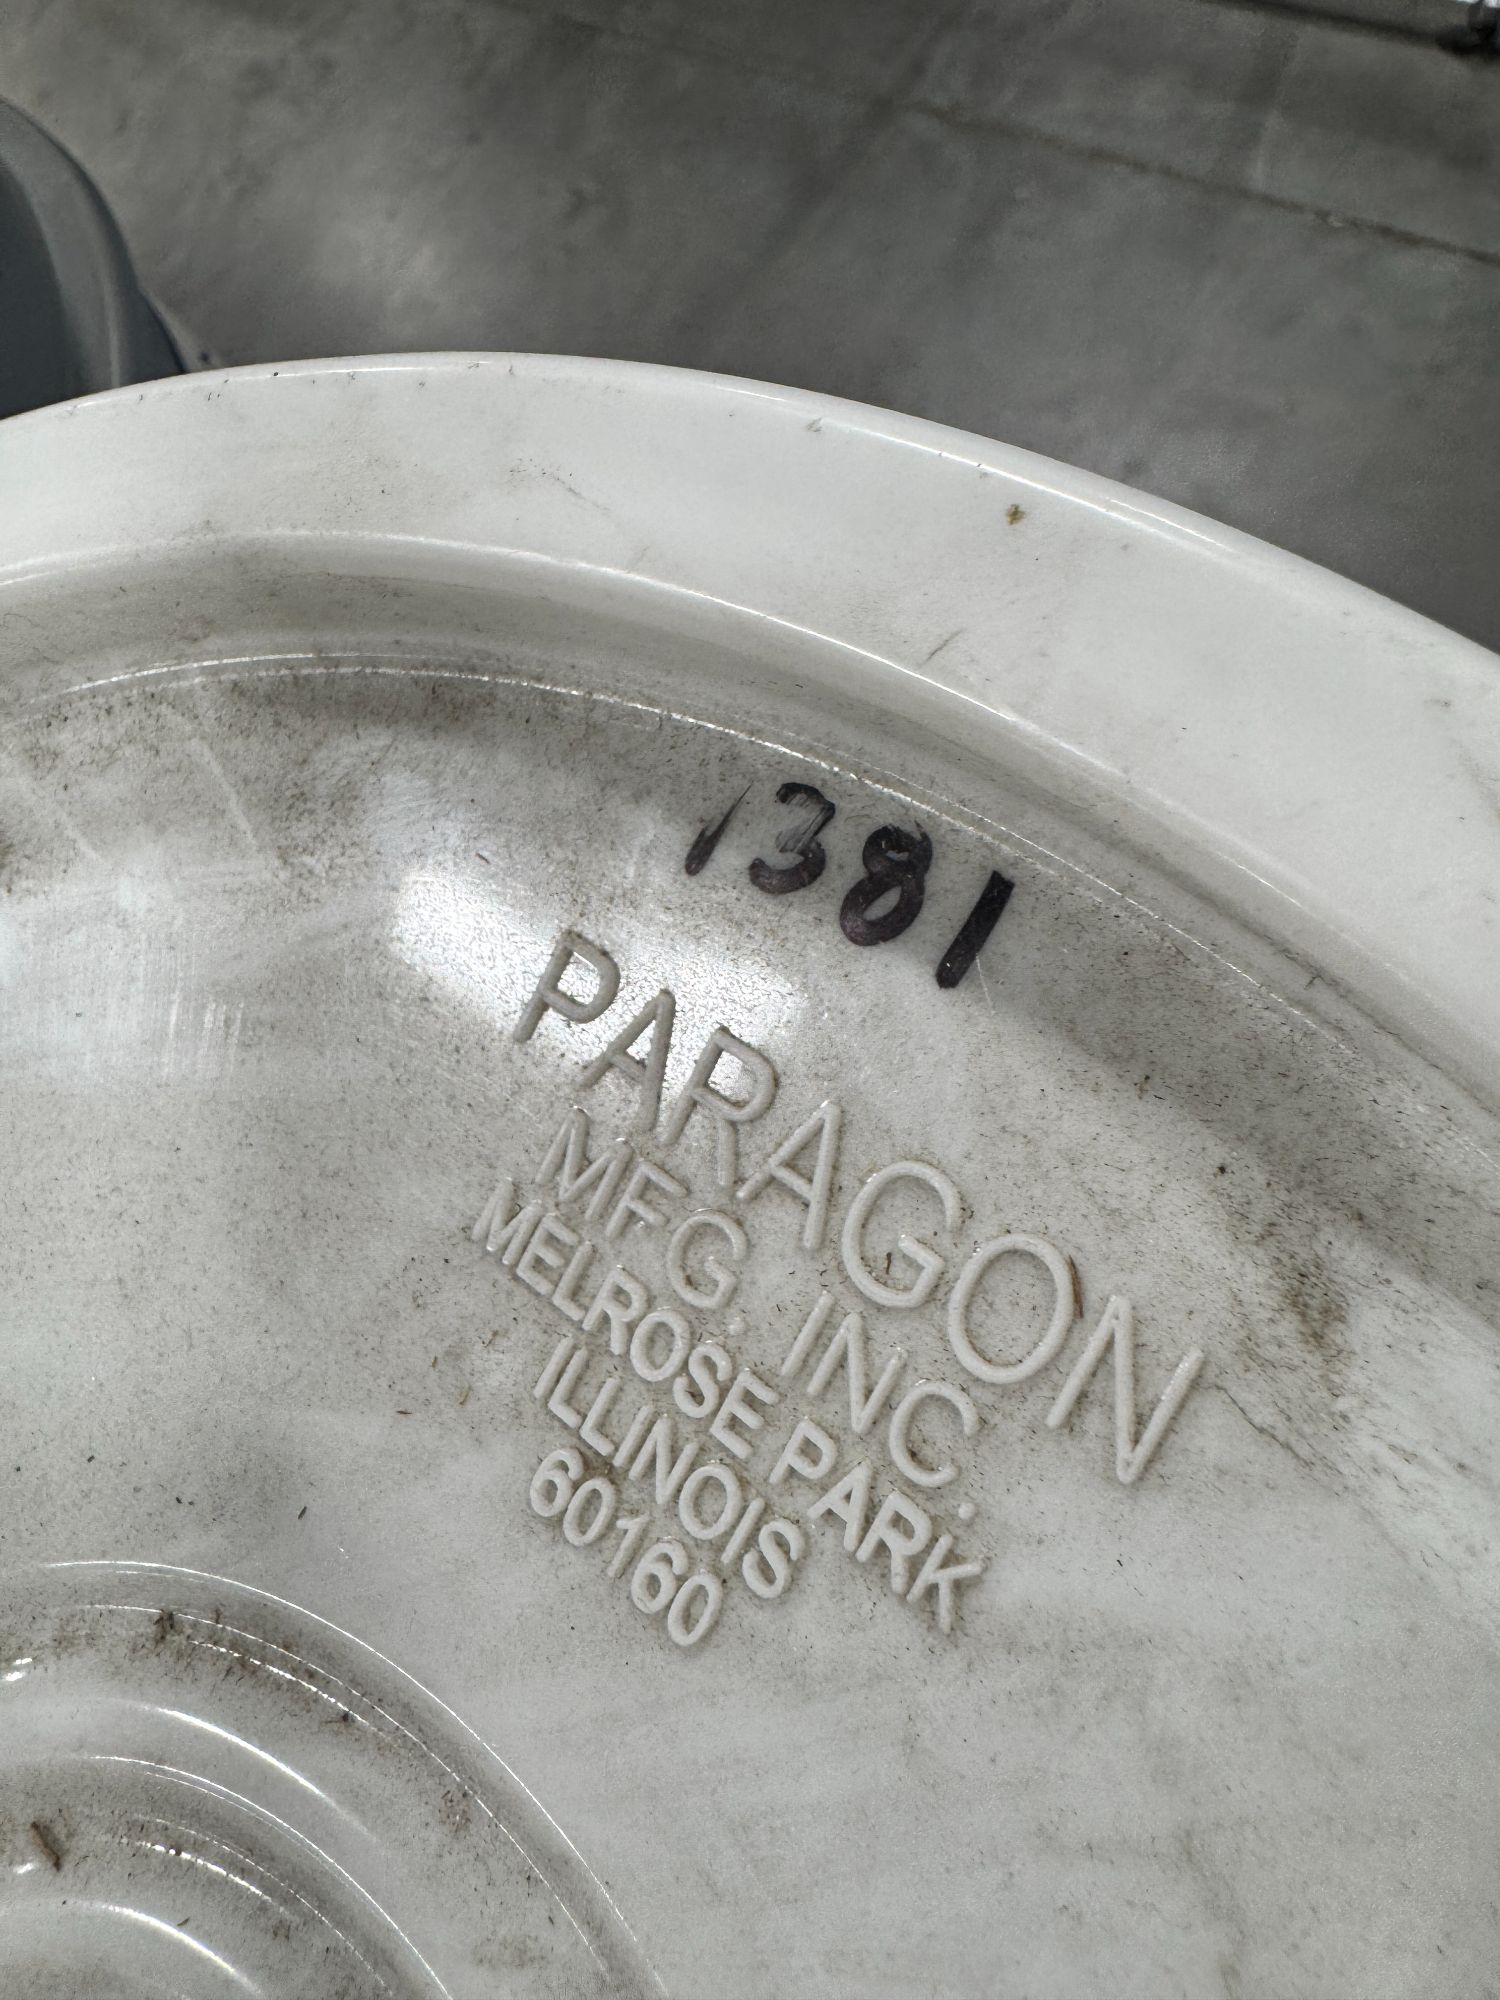 1381
PARAGON
MFG. INC.
MELROSE PARK
ILLINOIS
60160